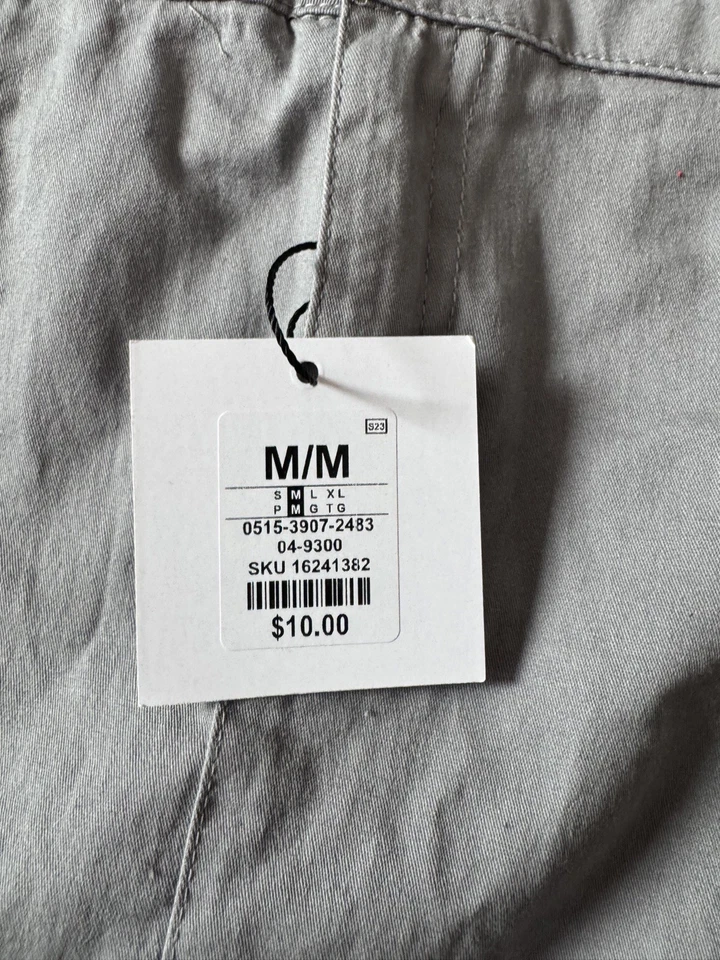 S23
M/M
S M L XL
P M G TG
0515-3907-2483
04-9300
SKU 16241382
$10.00